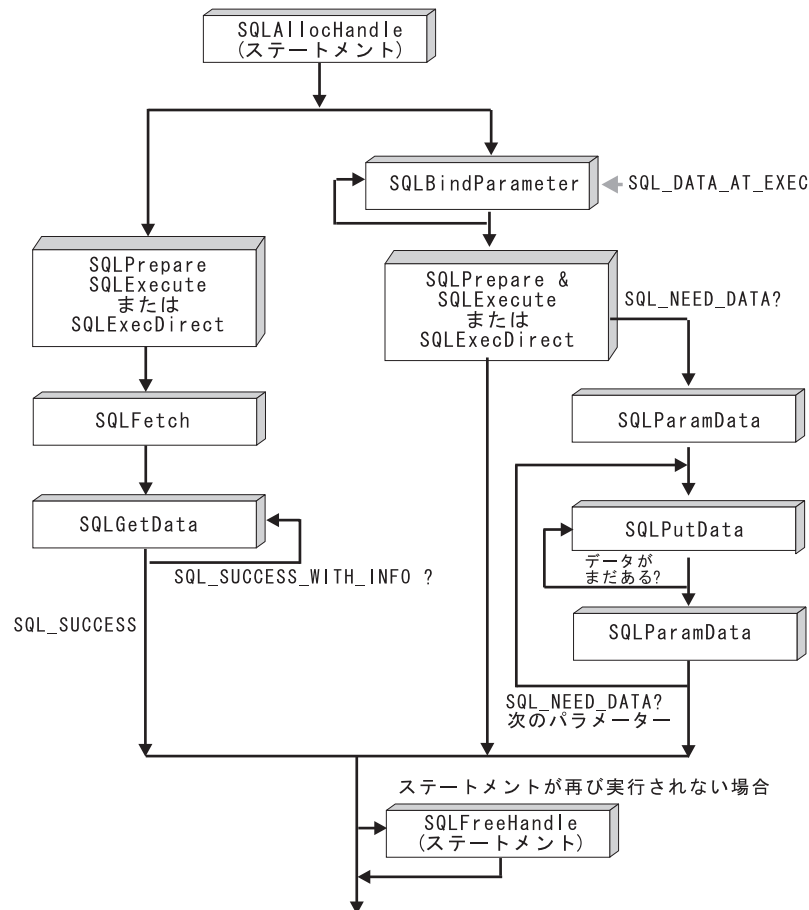 SQLAllocHandle
(ステートメント)
SQLBindParameter
SQL_DATA_AT_EXEC
SQLPrepare
SQLExecute
または
SQLExecDirect
SQLPrepare &
SQLExecute
または
SQLExecDirect
SQL_NEED_DATA?
SQLFetch
SQLParamData
SQLGetData
SQLPutData
SQL_SUCCESS_WITH_INFO ?
データが
まだある?
SQL_SUCCESS
SQLParamData
SQL_NEED_DATA?
次のパラメーター
ステートメントが再び実行されない場合
SQLFreeHandle
(ステートメント)